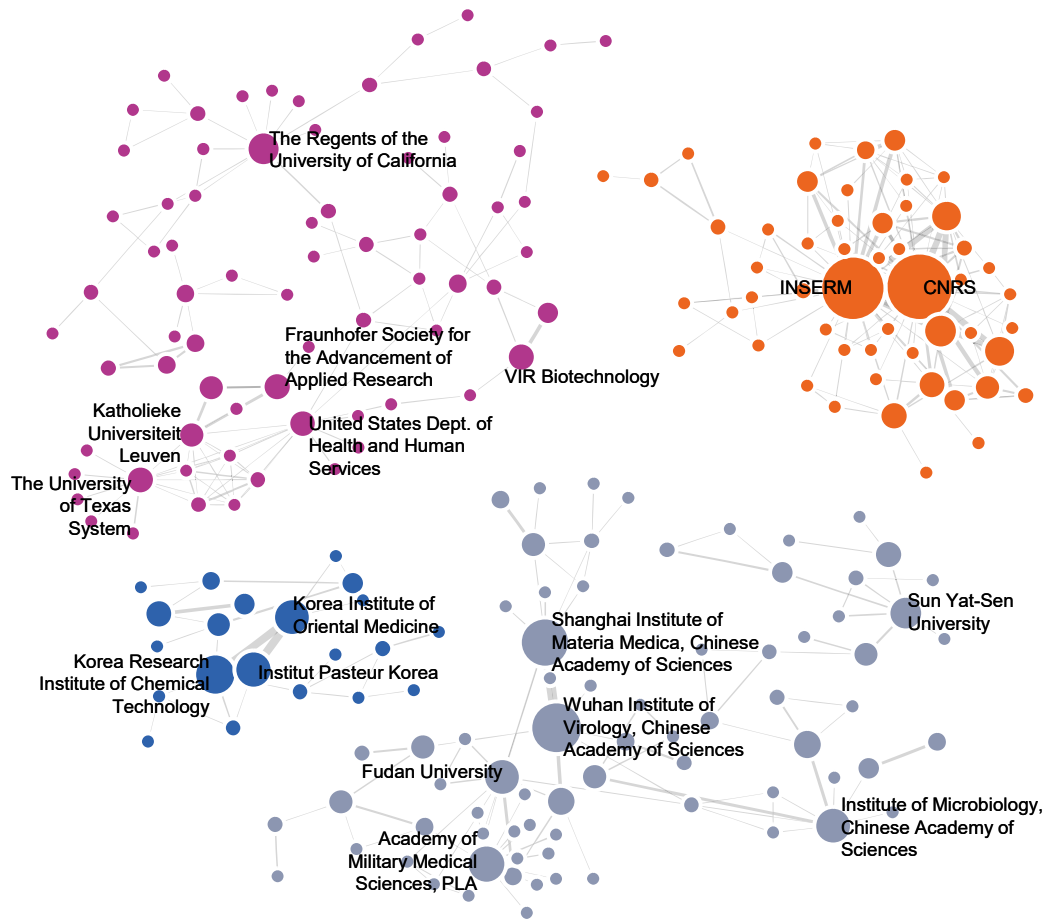 The Regents of the
University of California
INSERM
CNRS
Fraunhofer Society for
the Advancement of
Applied Research
VIR Biotechnology
Katholieke
Universiteit
Leuven
United States Dept. of
Health and Human
Services
The University
of Texas
System
Korea Institute of
Oriental Medicine
Korea Research
Institute of Chemical
Technology
Institut Pasteur Korea
Shanghai Institute of
Materia Medica, Chinese
Academy of Sciences
Sun Yat-Sen
University
Wuhan Institute of
Virology, Chinese
Academy of Sciences
Fudan University
Academy of
Military Medical
Sciences, PLA
Institute of Microbiology,
Chinese Academy of
Sciences